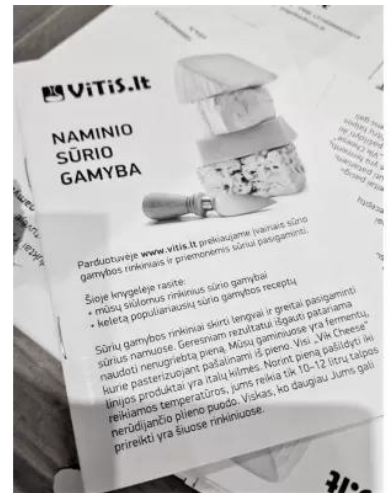 ViTiS.lt
NAMINIO
SŪRIO
GAMYBA
Parduotuvėje www.vitis.lt prekiaujame įvairiais sūrio
gamybos rinkiniais ir priemonėmis sūriui pasigaminti.
Šioje knygelėje rasite:
• mūsų siūlomus rinkinius sūrio gamybai
• keletą populiariausių sūrio gamybos receptų
Sūrių gamybos rinkiniai skirti lengvai ir greitai pasigaminti
sūrius namuose. Geresniam rezultatui išgauti patariama
naudoti nenugriebtą pieną. Mūsų gaminiuose yra fermentų,
kurie pasterizuojant pašalinami iš pieno. Visi „Vik Cheese"
linijos produktai yra italų kilmės. Norint pieną pašildyti iki
reikiamos temperatūros, jums reikia tik 10-12 litrų talpos
nerūdijančio plieno puodo. Viskas, ko daugiau Jums gali
prireikti yra šiuose rinkiniuose.